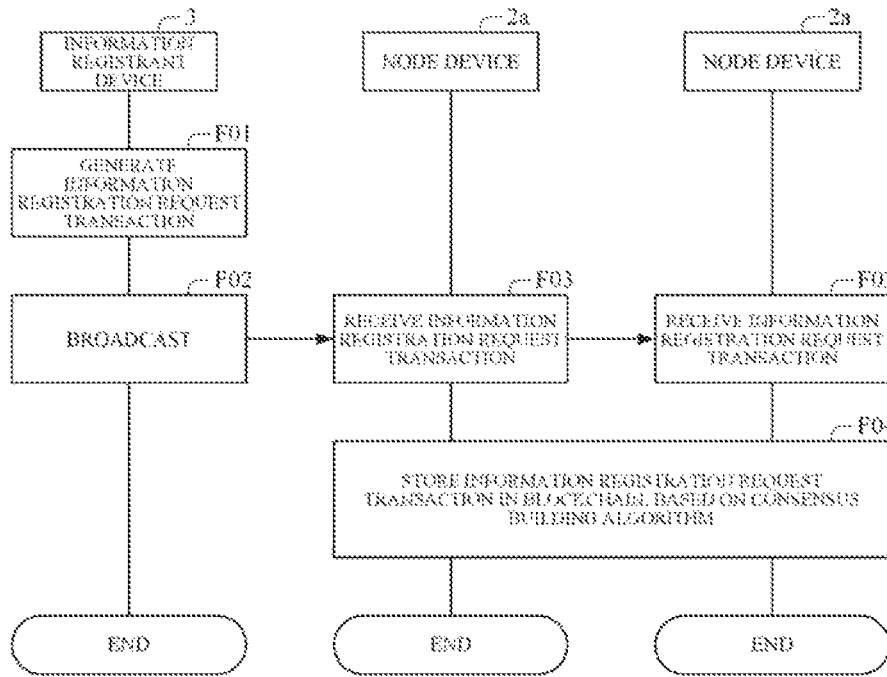 3
INFORMATION
REGISTRANT
DEVICE
2a
NODE DEVICE
2a
NODE DEVICE
F01
GENERATE
INFORMATION
REGISTRATION REQUEST
TRANSACTION
F02
BROADCAST
F03
RECEIVE INFORMATION
REGISTRATION REQUEST
TRANSACTION
RECEIVE INFORMATION
REGISTRATION REQUEST
TRANSACTION
STORE INFORMATION REGISTRATION REQUEST
TRANSACTION IN BLOCKCHAIN, BASED ON CONSENSUS
BUILDING ALGORITHM
END
END
END